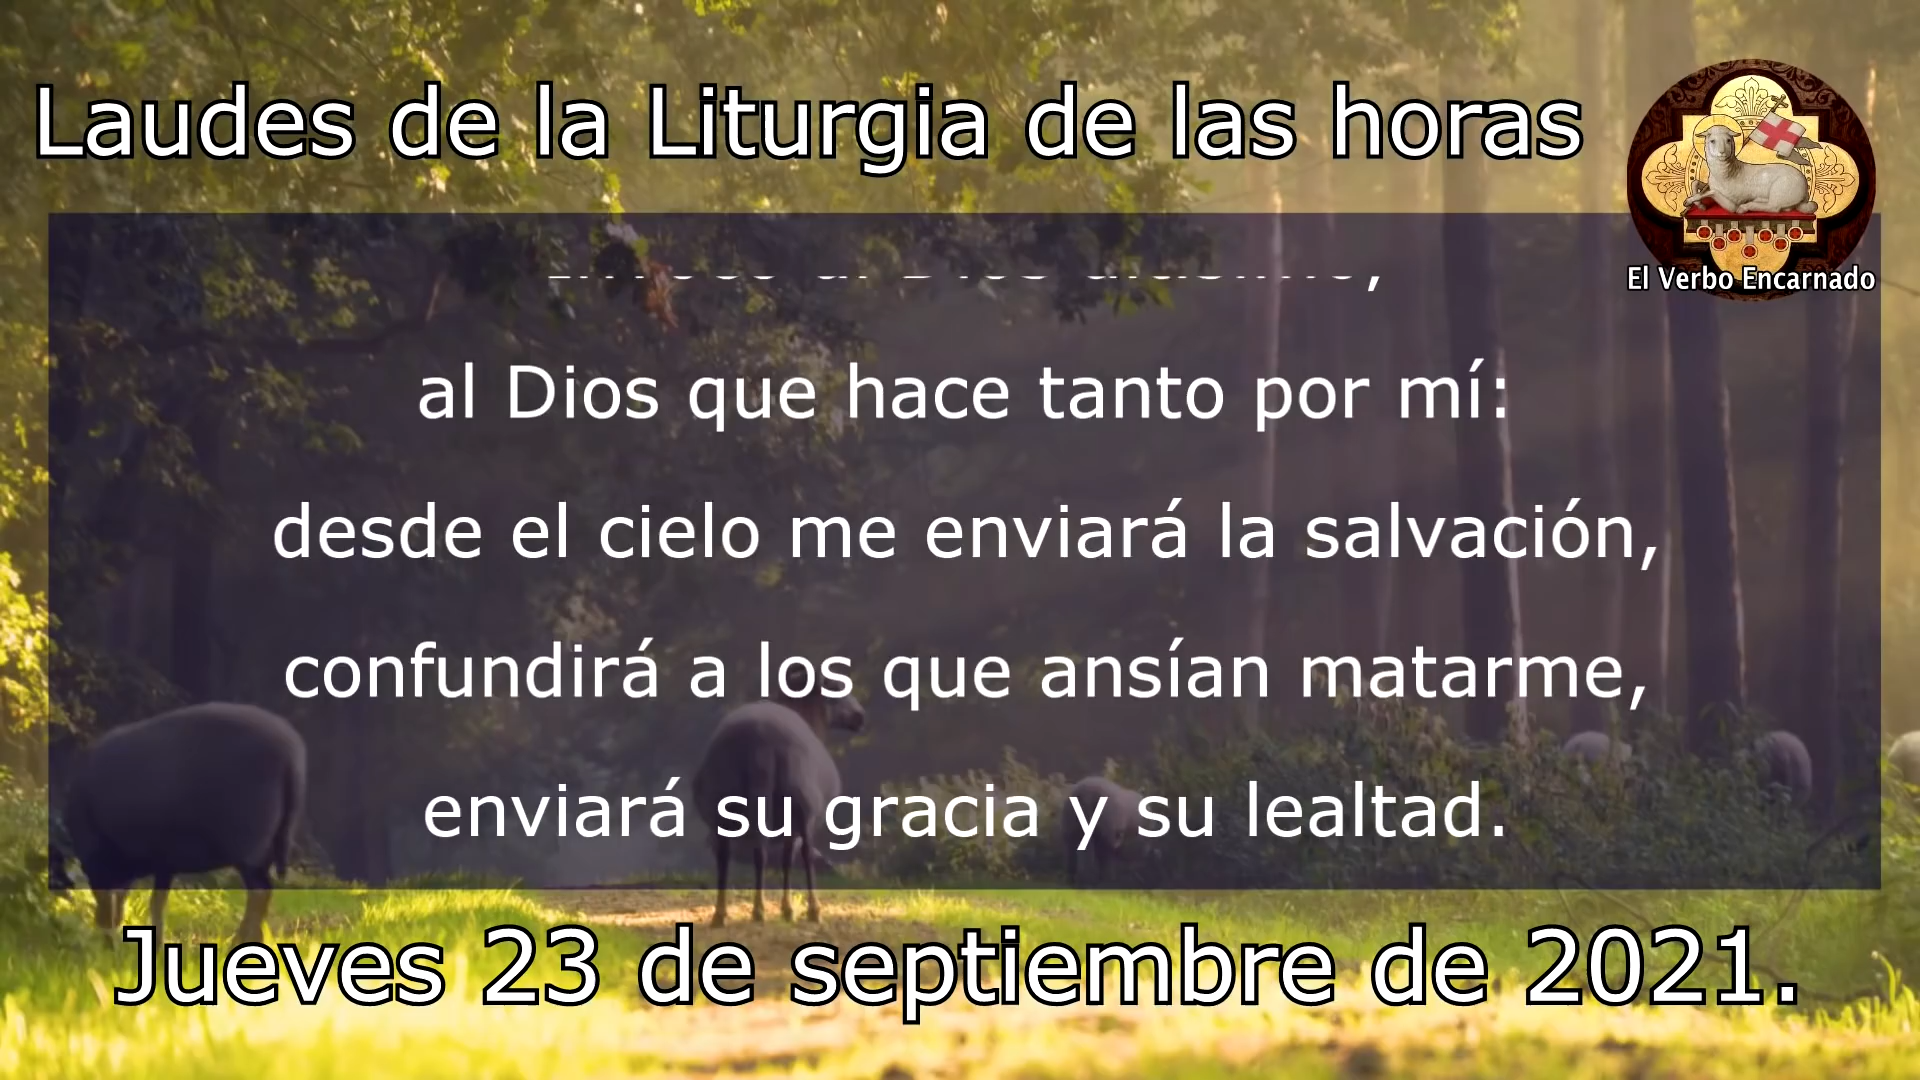 Laudes de la Liturgia de las horas
El Verbo Encarnado
al Dios que hace tanto por mí:
desde el cielo me enviará la salvación,
confundirá a los que ansían matarme,
enviará su gracia y su lealtad.
Jueves 23 de septiembre de 2021.